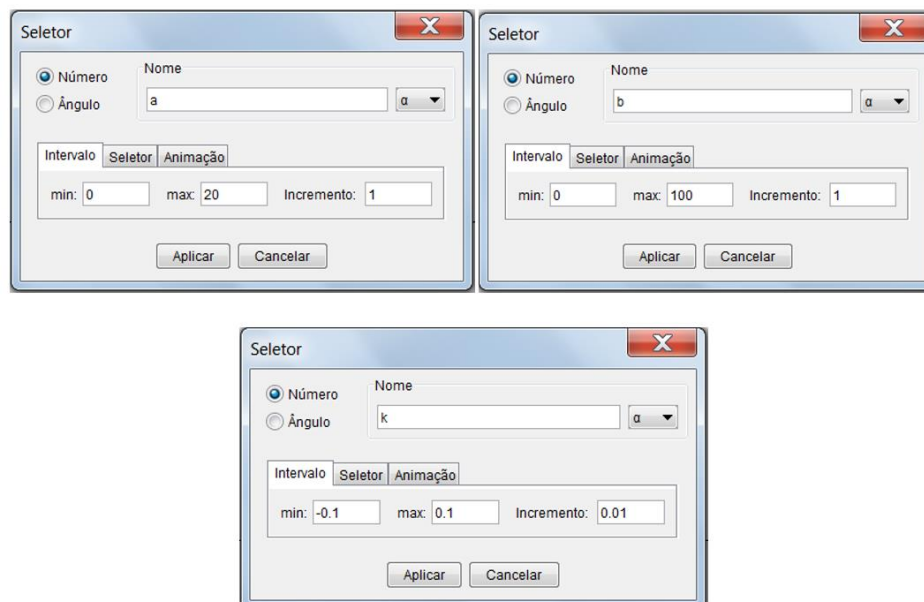 Seletor
Número
Ângulo
Nome
a
α
Intervalo Seletor Animação
min: 0 max: 20 Incremento: 1
Aplicar Cancelar
Seletor
Número
Ângulo
Nome
b
α
Intervalo Seletor Animação
min: 0 max: 100 Incremento: 1
Aplicar Cancelar
Seletor
Número
Ângulo
Nome
k
α
Intervalo Seletor Animação
min: -0.1 max: 0.1 Incremento: 0.01
Aplicar Cancelar